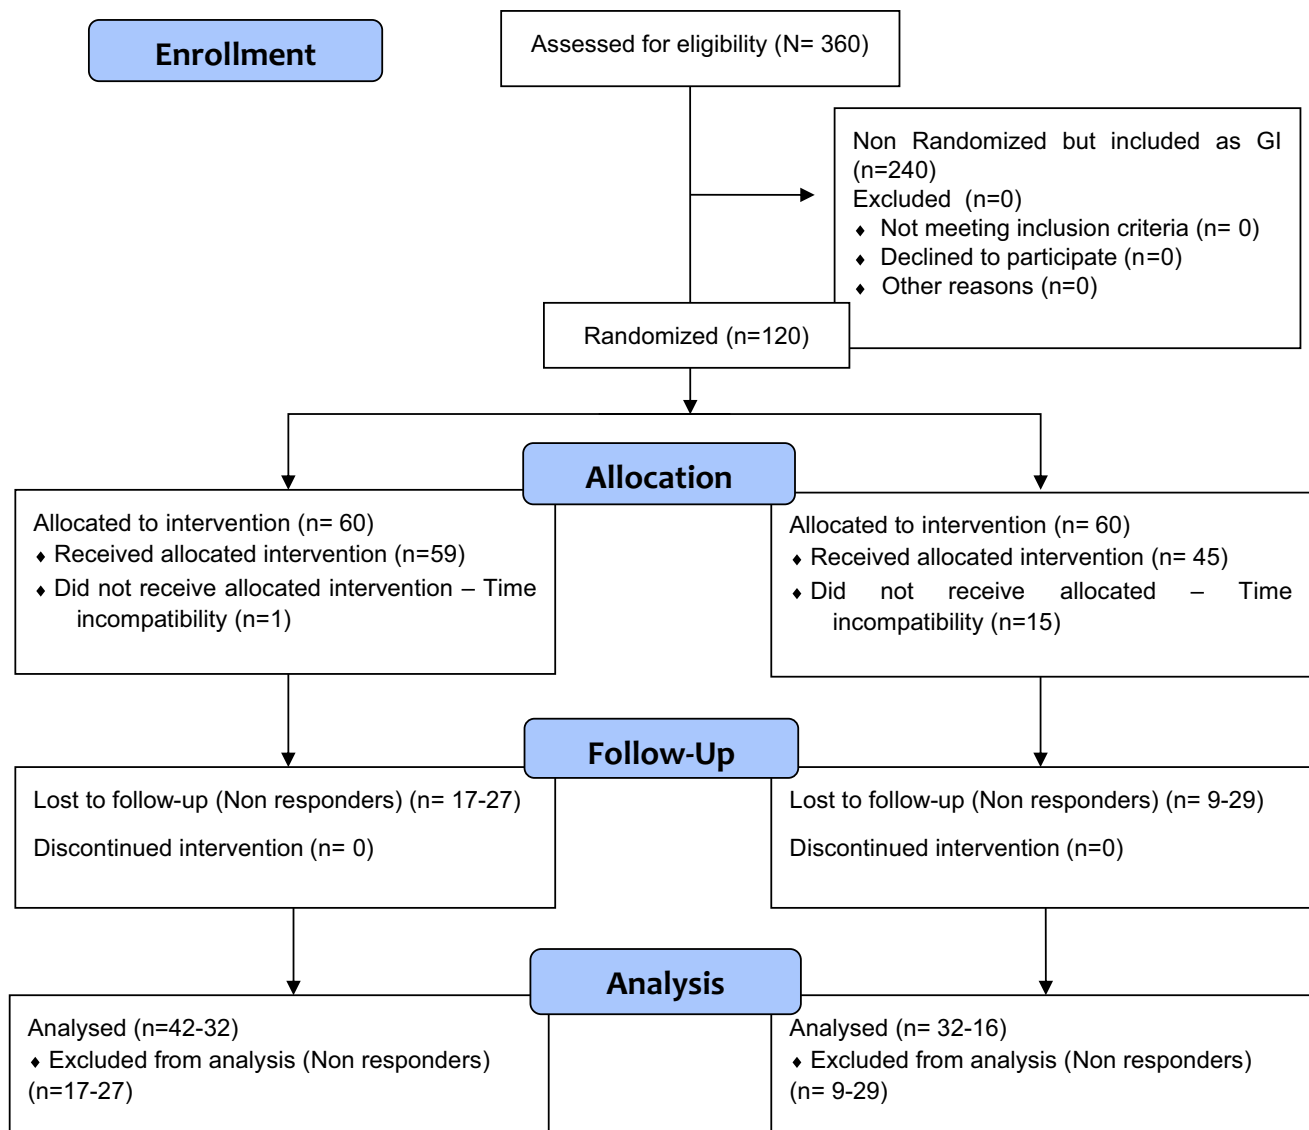 Enrollment
Assessed for eligibility (N= 360)
Non Randomized but included as GI
(n=240)
Excluded (n=0)
♦ Not meeting inclusion criteria (n= 0)
♦ Declined to participate (n=0)
♦ Other reasons (n=0)
Randomized (n=120)
Allocation
Allocated to intervention (n= 60)
♦ Received allocated intervention (n=59)
♦ Did not receive allocated intervention – Time
incompatibility (n=1)
Allocated to intervention (n= 60)
♦ Received allocated intervention (n= 45)
♦ Did not receive allocated – Time
incompatibility (n=15)
Follow-Up
Lost to follow-up (Non responders) (n= 17-27)
Discontinued intervention (n= 0)
Lost to follow-up (Non responders) (n= 9-29)
Discontinued intervention (n=0)
Analysis
Analysed (n=42-32)
♦ Excluded from analysis (Non responders)
(n=17-27)
Analysed (n= 32-16)
♦ Excluded from analysis (Non responders)
(n= 9-29)